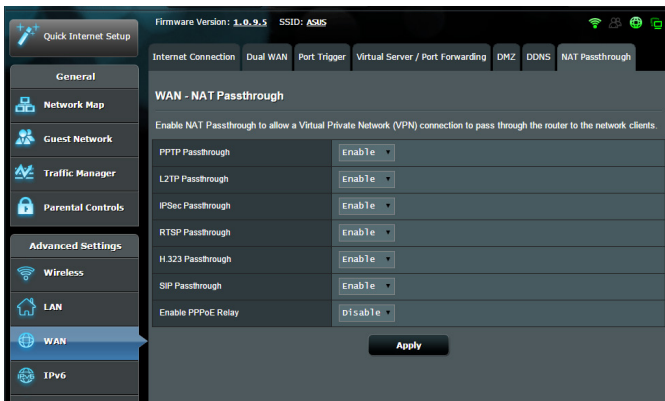 Quick Internet Setup
General
Network Map
Guest Network
Traffic Manager
Parental Controls
Advanced Settings
Wireless
LAN
WAN
IPv6
Firmware Version: 1.0.9.5 SSID: ASUS
Internet Connection Dual WAN Port Trigger Virtual Server / Port Forwarding DMZ DDNS NAT Passthrough
WAN - NAT Passthrough
Enable NAT Passthrough to allow a Virtual Private Network (VPN) connection to pass through the router to the network clients.
PPTP Passthrough Enable
L2TP Passthrough Enable
IPSec Passthrough Enable
RTSP Passthrough Enable
H.323 Passthrough Enable
SIP Passthrough Enable
Enable PPPoE Relay Disable
Apply